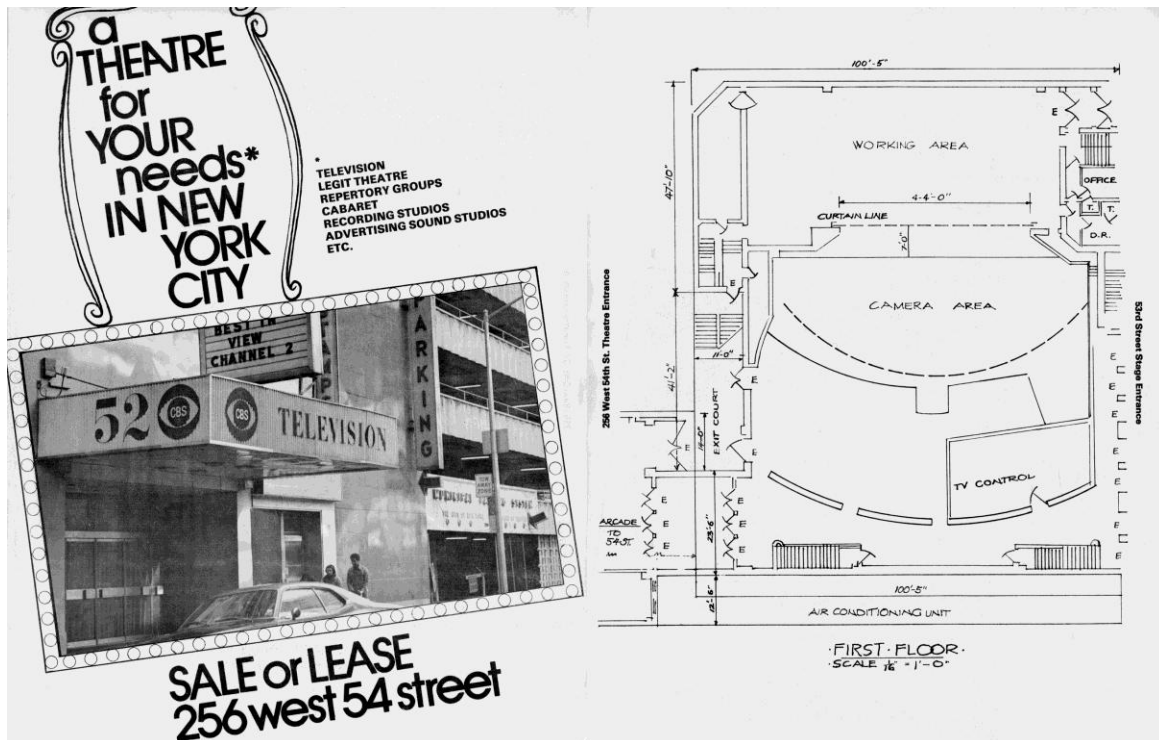 a
THEATRE
for
YOUR
needs*
IN NEW
YORK
CITY
*
TELEVISION
LEGIT THEATRE
REPERTORY GROUPS
CABARET
RECORDING STUDIOS
ADVERTISING SOUND STUDIOS
ETC.
BEST IN
VIEW
CHANNEL 2
PARKING
52
CBS
CBS
TELEVISION
SALE or LEASE
256 west 54 street
100'-5"
WORKING AREA
E
OFFICE
47'-10"
44'-0"
CURTAIN LINE
T.
T.
D.R.
7'-0"
E
CAMERA AREA
256 West 54th St. Theatre Entrance
53rd Street Stage Entrance
11'-0"
41'-2"
E
E
EXIT COURT
14'-0"
E
E
E
E
E
E
E
E
E
TV CONTROL
E
E
E
E
E
E
ARCADE
TO
54 ST.
23'-6"
12'-6"
100'-5"
AIR CONDITIONING UNIT
·FIRST·FLOOR·
·SCALE 1/16" = 1'-0"